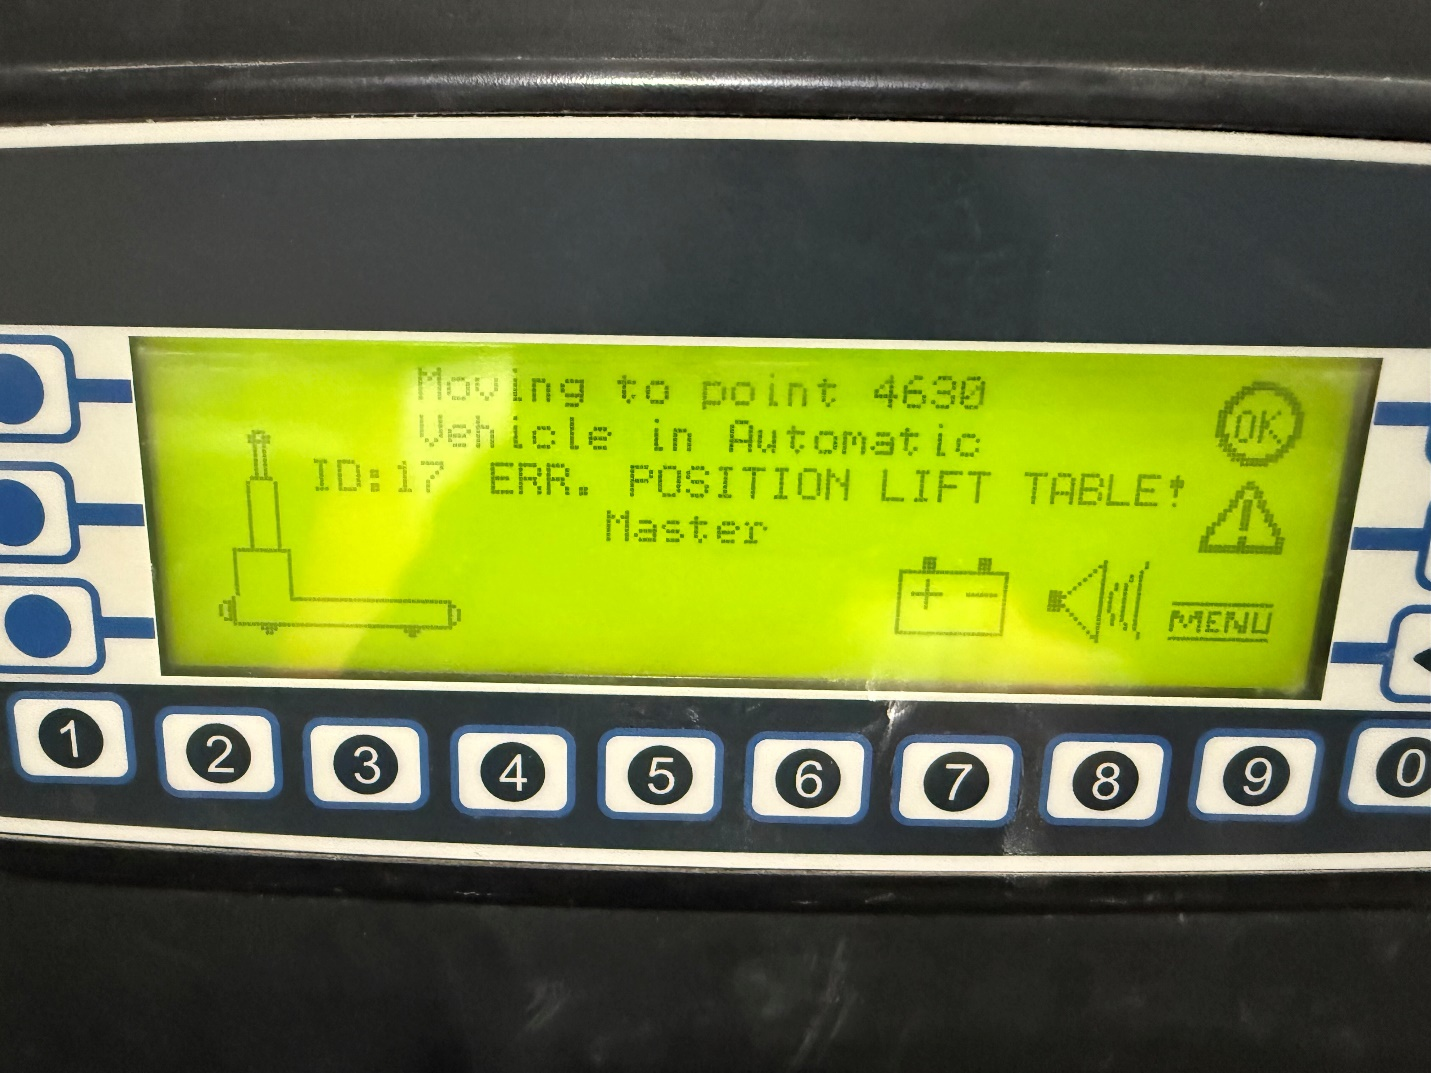 Moving to point 4630
Vehicle in Automatic
ID:17 ERR. POSITION LIFT TABLE!
Master
OK
!
+ -
MENU
1 2 3 4 5 6 7 8 9 0